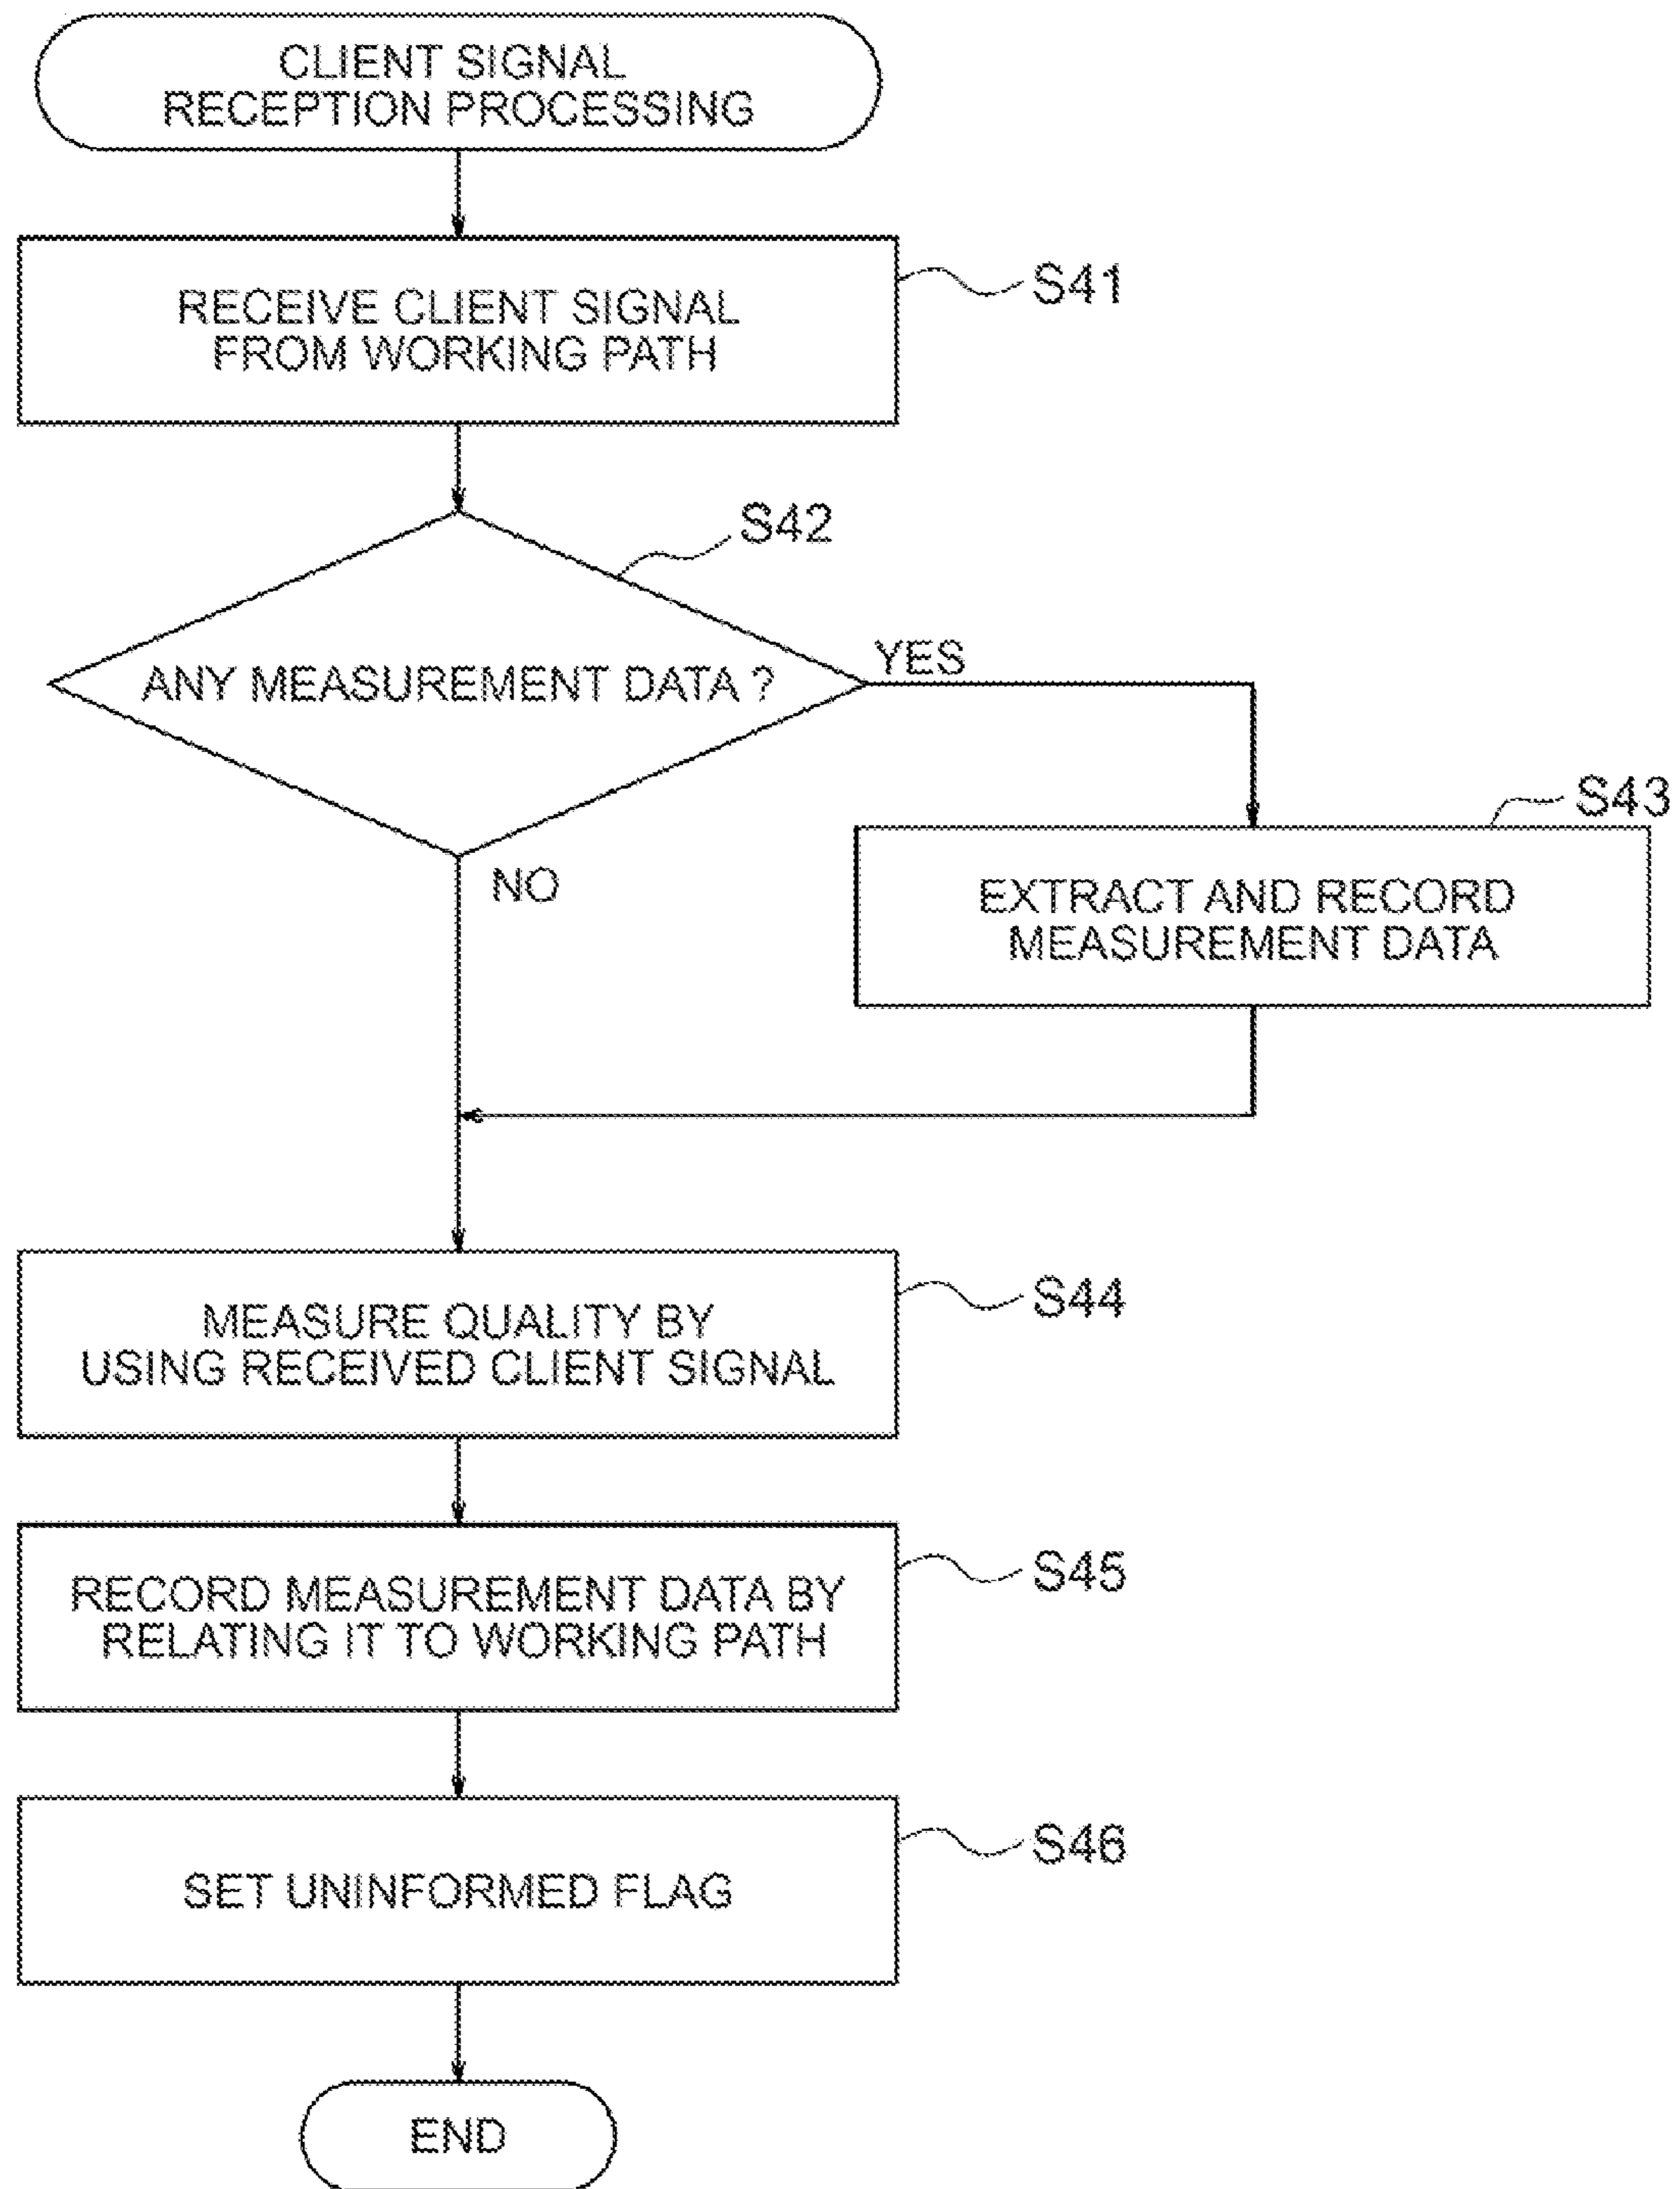 CLIENT SIGNAL
RECEPTION PROCESSING
S41
RECEIVE CLIENT SIGNAL
FROM WORKING PATH
S42
ANY MEASUREMENT DATA ?
YES
NO
S43
EXTRACT AND RECORD
MEASUREMENT DATA
S44
MEASURE QUALITY BY
USING RECEIVED CLIENT SIGNAL
S45
RECORD MEASUREMENT DATA BY
RELATING IT TO WORKING PATH
S46
SET UNINFORMED FLAG
END